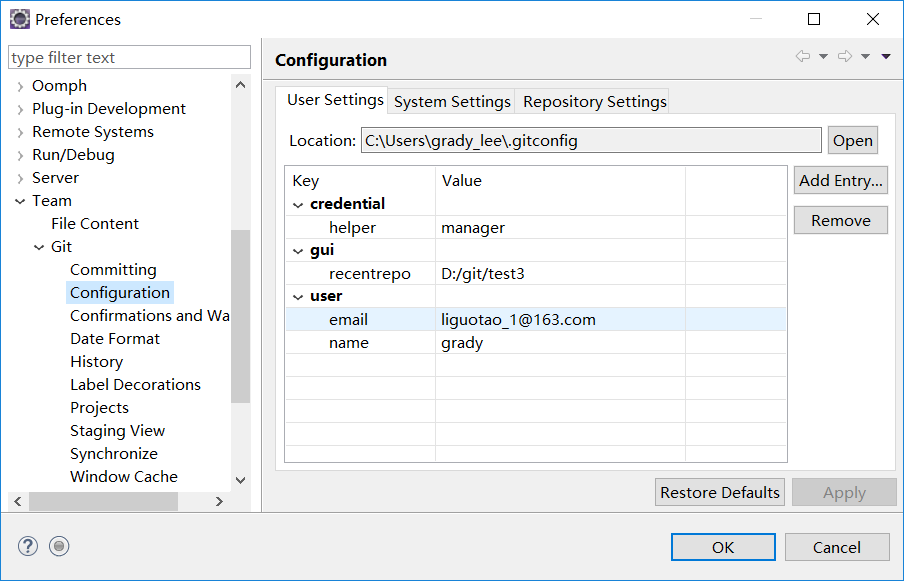 Preferences
type filter text
Oomph
Plug-in Development
Remote Systems
Run/Debug
Server
Team
File Content
Git
Committing
Configuration
Confirmations and Wa
Date Format
History
Label Decorations
Projects
Staging View
Synchronize
Window Cache
Configuration
User Settings System Settings Repository Settings
Location: C:\Users\grady_lee\.gitconfig Open
Key Value Add Entry...
credential
helper manager Remove
gui
recentrepo D:/git/test3
user
email liguotao_1@163.com
name grady
Restore Defaults Apply
? OK Cancel